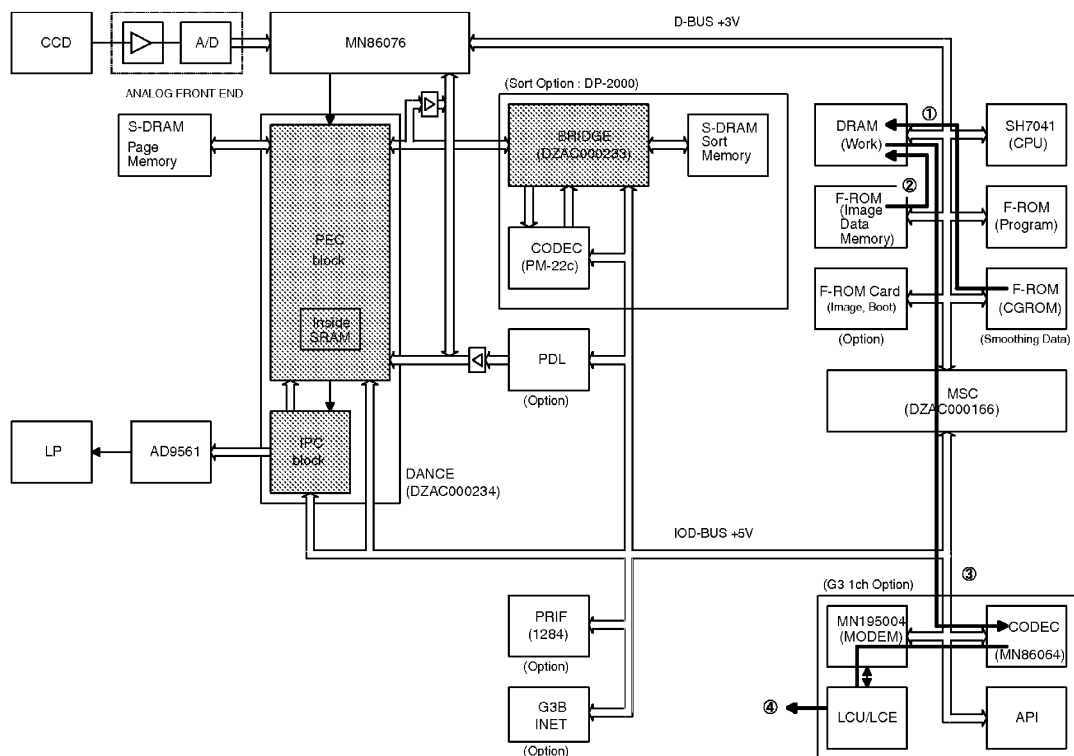 D-BUS +3V
CCD
A/D
MN86076
ANALOG FRONT END
(Sort Option : DP-2000)
S-DRAM
Page
Memory
BRIDGE
(DZAC000233)
S-DRAM
Sort
Memory
①
DRAM
(Work)
SH7041
(CPU)
②
F-ROM
(Image
Data
Memory)
F-ROM
(Program)
PEC
block
CODEC
(PM-22c)
F-ROM Card
(Image, Boot)
(Option)
F-ROM
(CGROM)
(Smoothing Data)
Inside
SRAM
PDL
(Option)
MSC
(DZAC000166)
LP
AD9561
IPC
block
DANCE
(DZAC000234)
IOD-BUS +5V
③
(G3 1ch Option)
PRIF
(1284)
(Option)
MN195004
(MODEM)
CODEC
(MN86064)
G3B
INET
(Option)
④
LCU/LCE
API